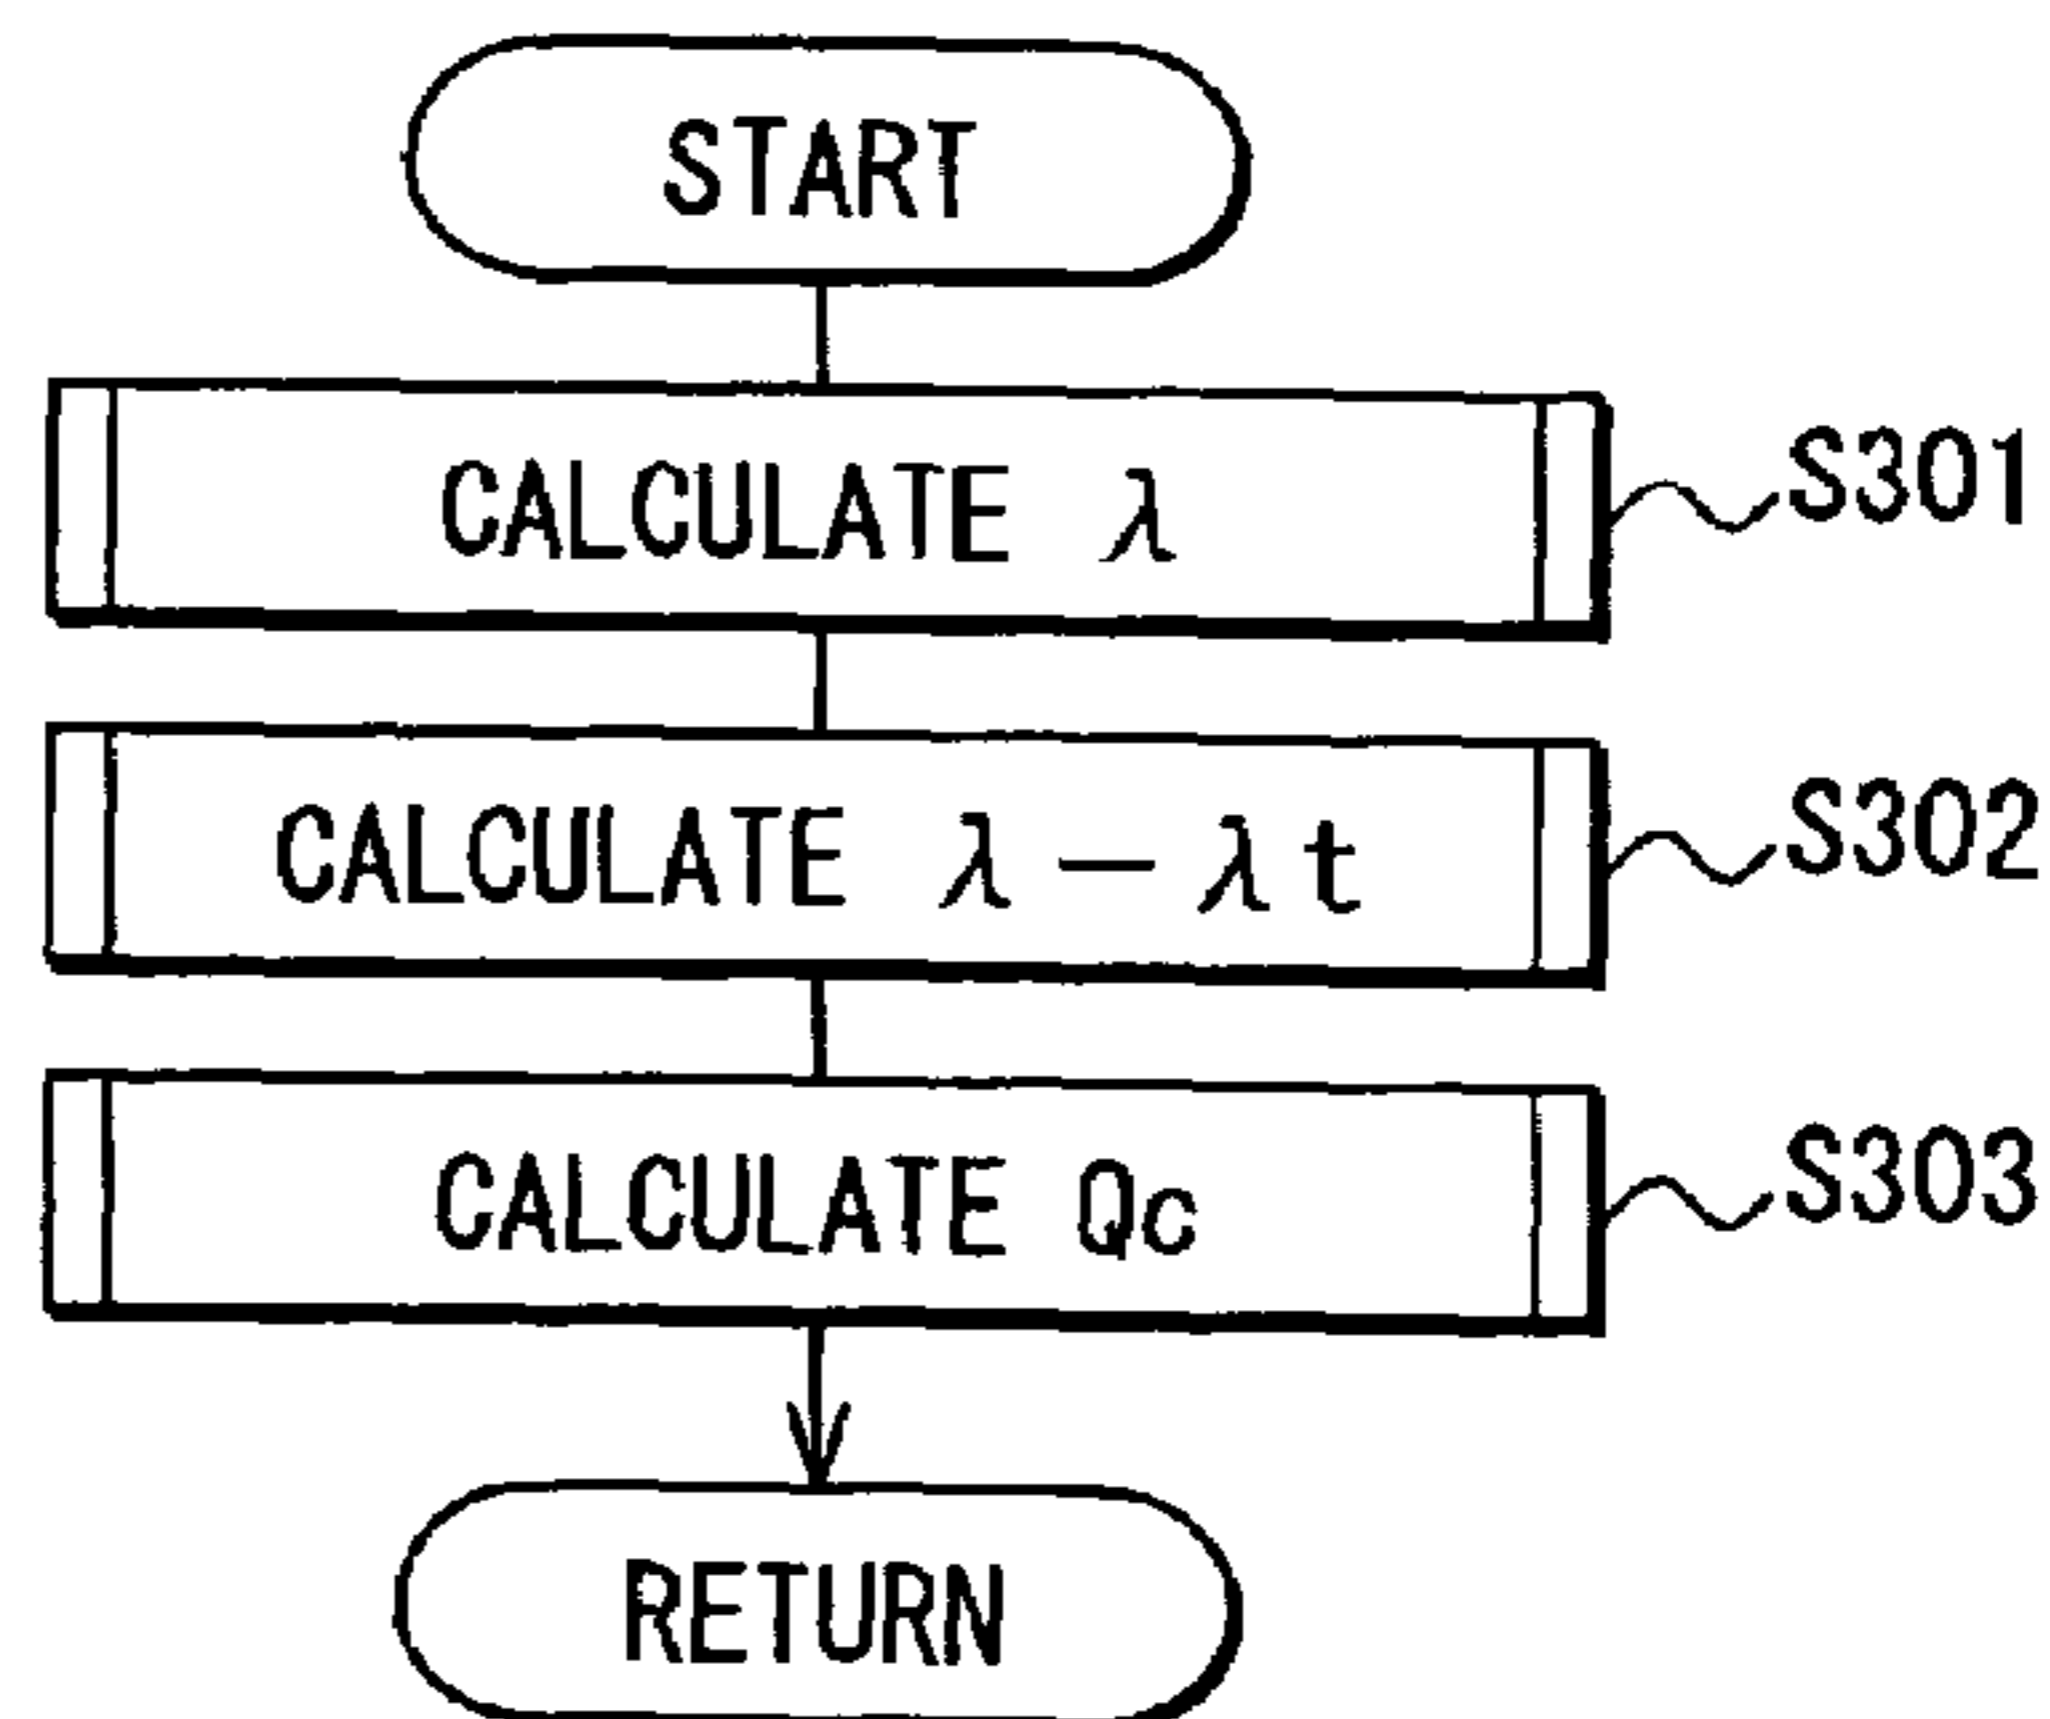 START
CALCULATE λ
S301
CALCULATE λ - λt
S302
CALCULATE Qc
S303
RETURN